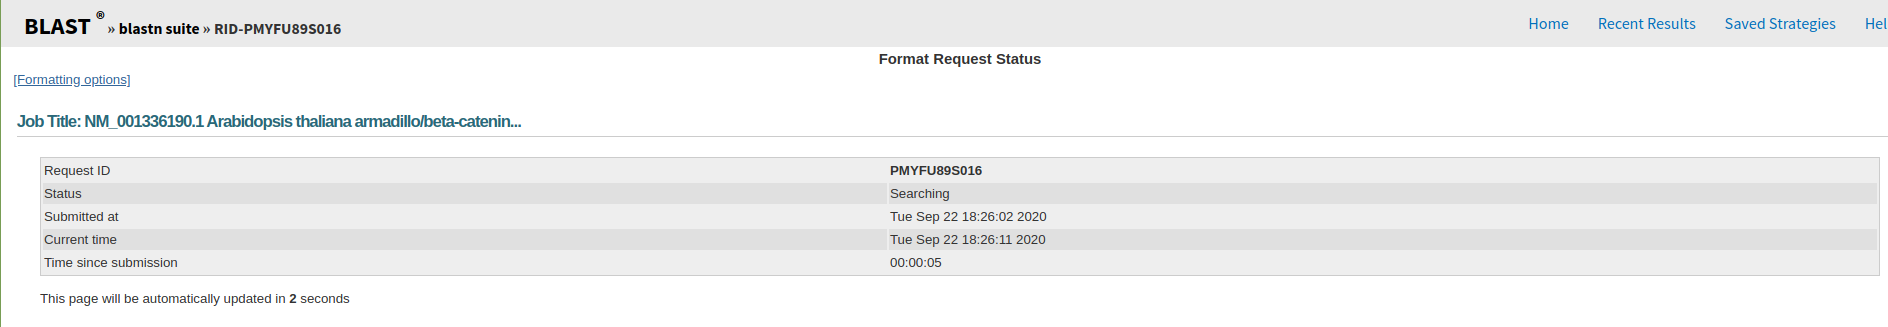 BLAST ® » blastn suite » RID-PMYFU89S016 Home Recent Results Saved Strategies Hel
Format Request Status
[Formatting options]
Job Title: NM_001336190.1 Arabidopsis thaliana armadillo/beta-catenin...
Request ID PMYFU89S016
Status Searching
Submitted at Tue Sep 22 18:26:02 2020
Current time Tue Sep 22 18:26:11 2020
Time since submission 00:00:05
This page will be automatically updated in 2 seconds